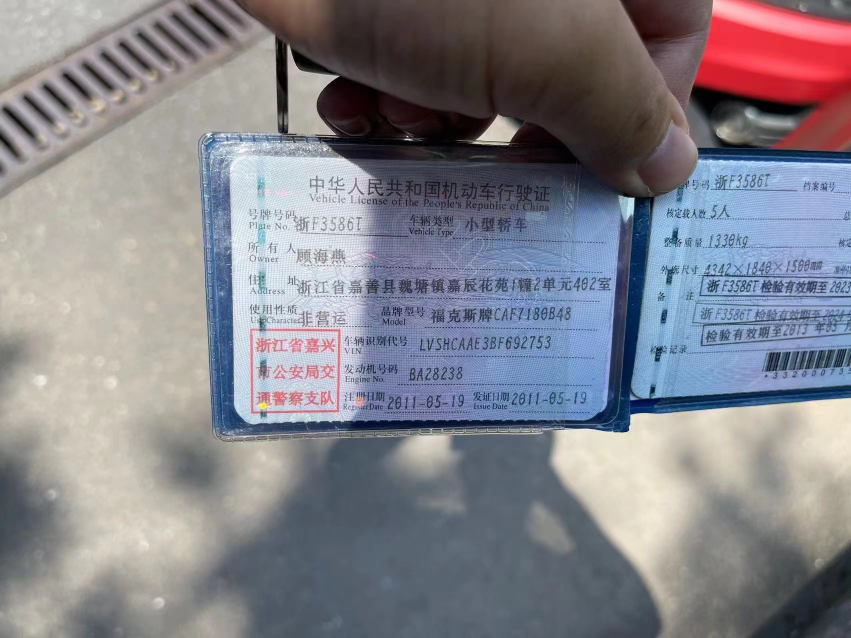 中华人民共和国机动车行驶证
Vehicle License of the People's Republic of China
号牌号码 浙F3586T 车辆类型 小型轿车
Plate No. Vehicle Type
所有人 顾海燕
Owner
住址 浙江省嘉善县魏塘镇嘉辰花苑1幢2单元402室
Address
使用性质 非营运 品牌型号 福克斯牌CAF7180B48
Use Character Model
浙江省嘉兴
市公安局交
通警察支队
车辆识别代号 LVSHCAAE3BF692753
VIN
发动机号码 BA28238
Engine No.
注册日期 2011-05-19 发证日期 2011-05-19
Register Date Issue Date
号牌号码 浙F3586T 档案编号
核定载人数 5人 总
整备质量 1330kg 核定
外廓尺寸 4342×1840×1500mm
备注 浙F3586T 检验有效期至2023
浙F3586T 检验有效期至
检验有效期至2013年05月
检验记录